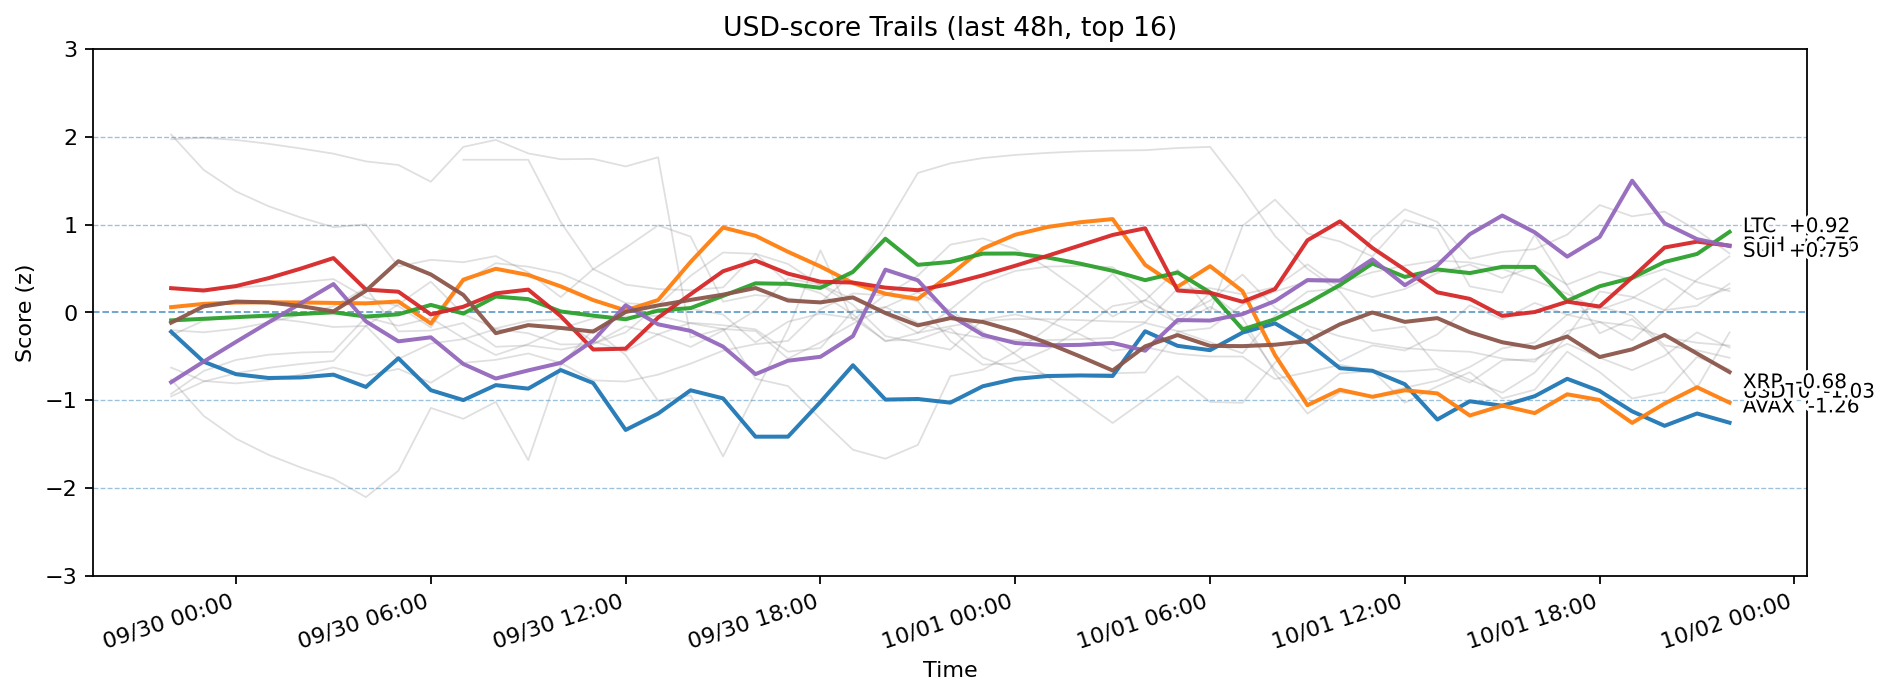 USD-score Trails (last 48h, top 16)
Score (z)
3
2
1
0
−1
−2
−3
LTC +0.92
SUI +0.75
XRP -0.68
USDT0 -1.03
AVAX -1.26
09/30 00:00
09/30 06:00
09/30 12:00
09/30 18:00
10/01 00:00
10/01 06:00
10/01 12:00
10/01 18:00
10/02 00:00
Time